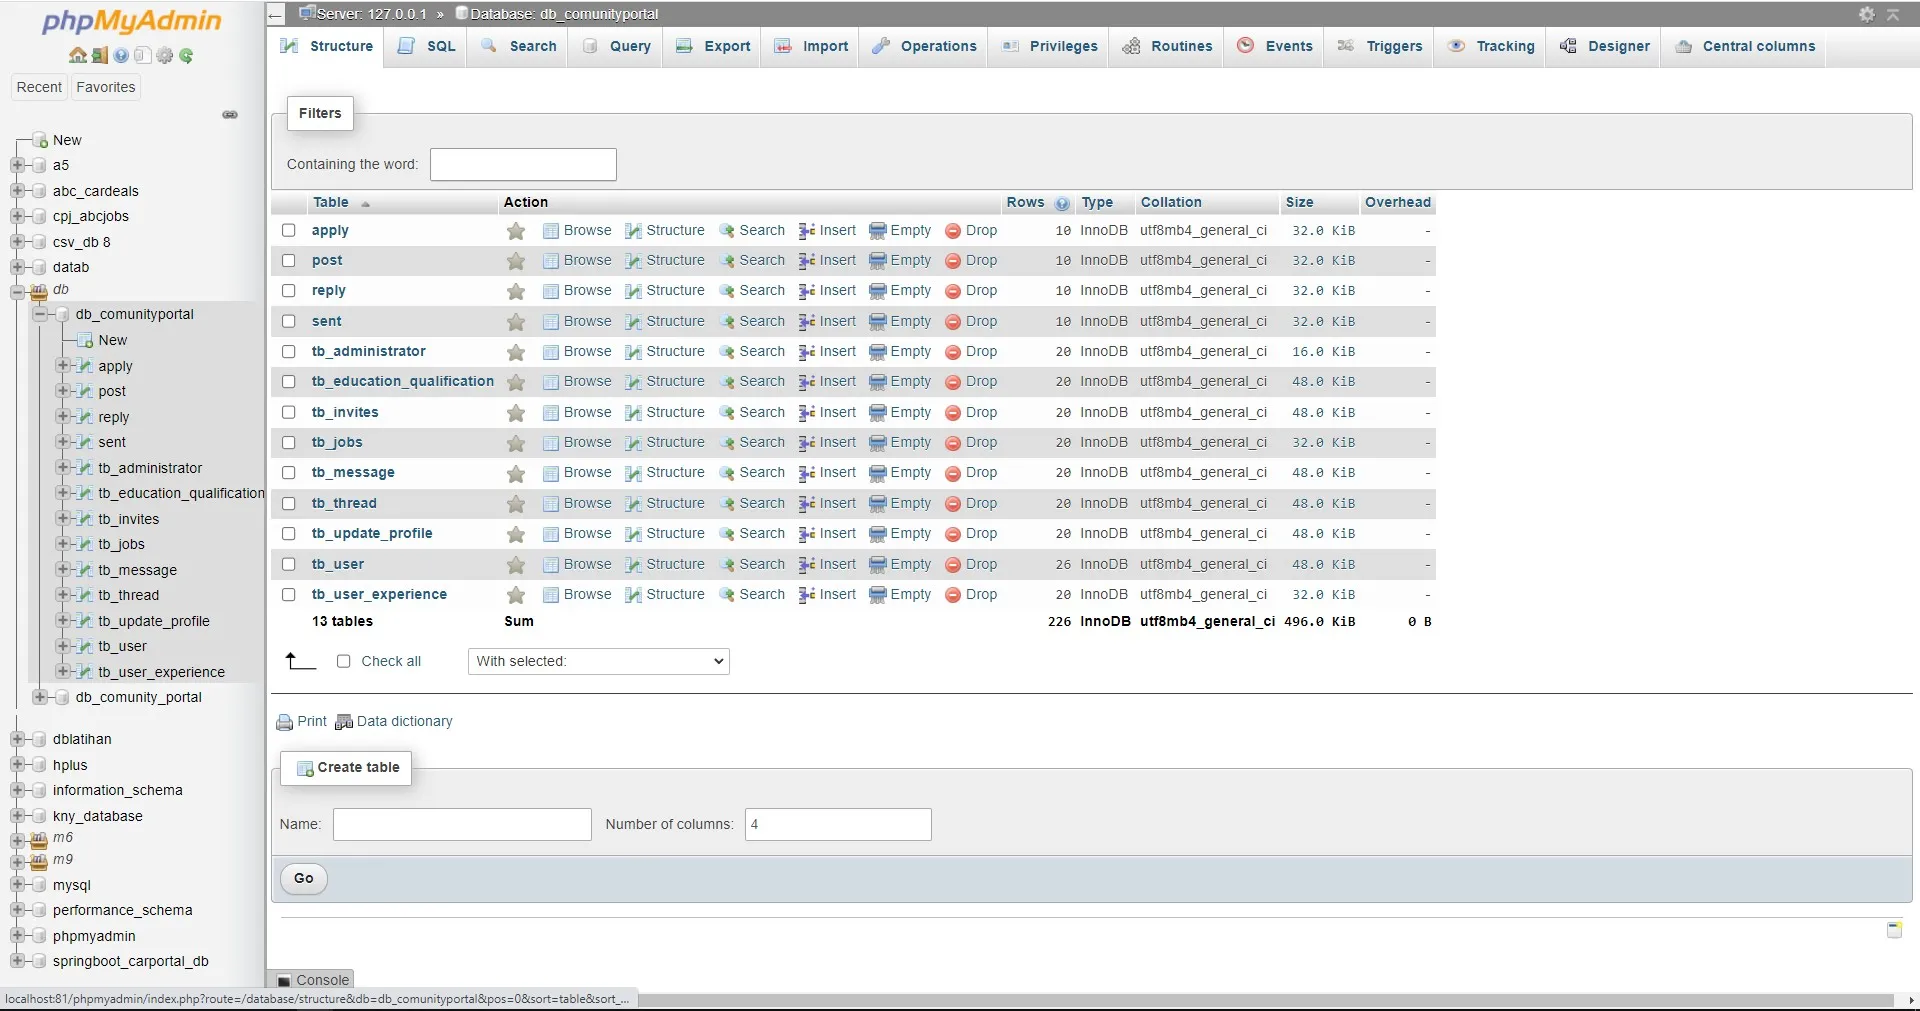 phpMyAdmin
Recent
Favorites
New
a5
abc_cardeals
cpj_abcjobs
csv_db 8
datab
db
db_comunityportal
New
apply
post
reply
sent
tb_administrator
tb_education_qualification
tb_invites
tb_jobs
tb_message
tb_thread
tb_update_profile
tb_user
tb_user_experience
db_comunity_portal
dblatihan
hplus
information_schema
kny_database
m6
m9
mysql
performance_schema
phpmyadmin
springboot_carportal_db
Server: 127.0.0.1 » Database: db_comunityportal
Structure SQL Search Query Export Import Operations Privileges Routines Events Triggers Tracking Designer Central columns
Filters
Containing the word:
Table Action Rows Type Collation Size Overhead
apply Browse Structure Search Insert Empty Drop 10 InnoDB utf8mb4_general_ci 32.0 KiB -
post Browse Structure Search Insert Empty Drop 10 InnoDB utf8mb4_general_ci 32.0 KiB -
reply Browse Structure Search Insert Empty Drop 10 InnoDB utf8mb4_general_ci 32.0 KiB -
sent Browse Structure Search Insert Empty Drop 10 InnoDB utf8mb4_general_ci 32.0 KiB -
tb_administrator Browse Structure Search Insert Empty Drop 20 InnoDB utf8mb4_general_ci 16.0 KiB -
tb_education_qualification Browse Structure Search Insert Empty Drop 20 InnoDB utf8mb4_general_ci 48.0 KiB -
tb_invites Browse Structure Search Insert Empty Drop 20 InnoDB utf8mb4_general_ci 48.0 KiB -
tb_jobs Browse Structure Search Insert Empty Drop 20 InnoDB utf8mb4_general_ci 32.0 KiB -
tb_message Browse Structure Search Insert Empty Drop 20 InnoDB utf8mb4_general_ci 48.0 KiB -
tb_thread Browse Structure Search Insert Empty Drop 20 InnoDB utf8mb4_general_ci 48.0 KiB -
tb_update_profile Browse Structure Search Insert Empty Drop 20 InnoDB utf8mb4_general_ci 48.0 KiB -
tb_user Browse Structure Search Insert Empty Drop 26 InnoDB utf8mb4_general_ci 48.0 KiB -
tb_user_experience Browse Structure Search Insert Empty Drop 20 InnoDB utf8mb4_general_ci 32.0 KiB -
13 tables Sum 226 InnoDB utf8mb4_general_ci 496.0 KiB 0 B
Check all With selected:
Print Data dictionary
Create table
Name: Number of columns: 4
Go
Console
localhost:81/phpmyadmin/index.php?route=/database/structure&db=db_comunityportal&pos=0&sort=table&sort_...